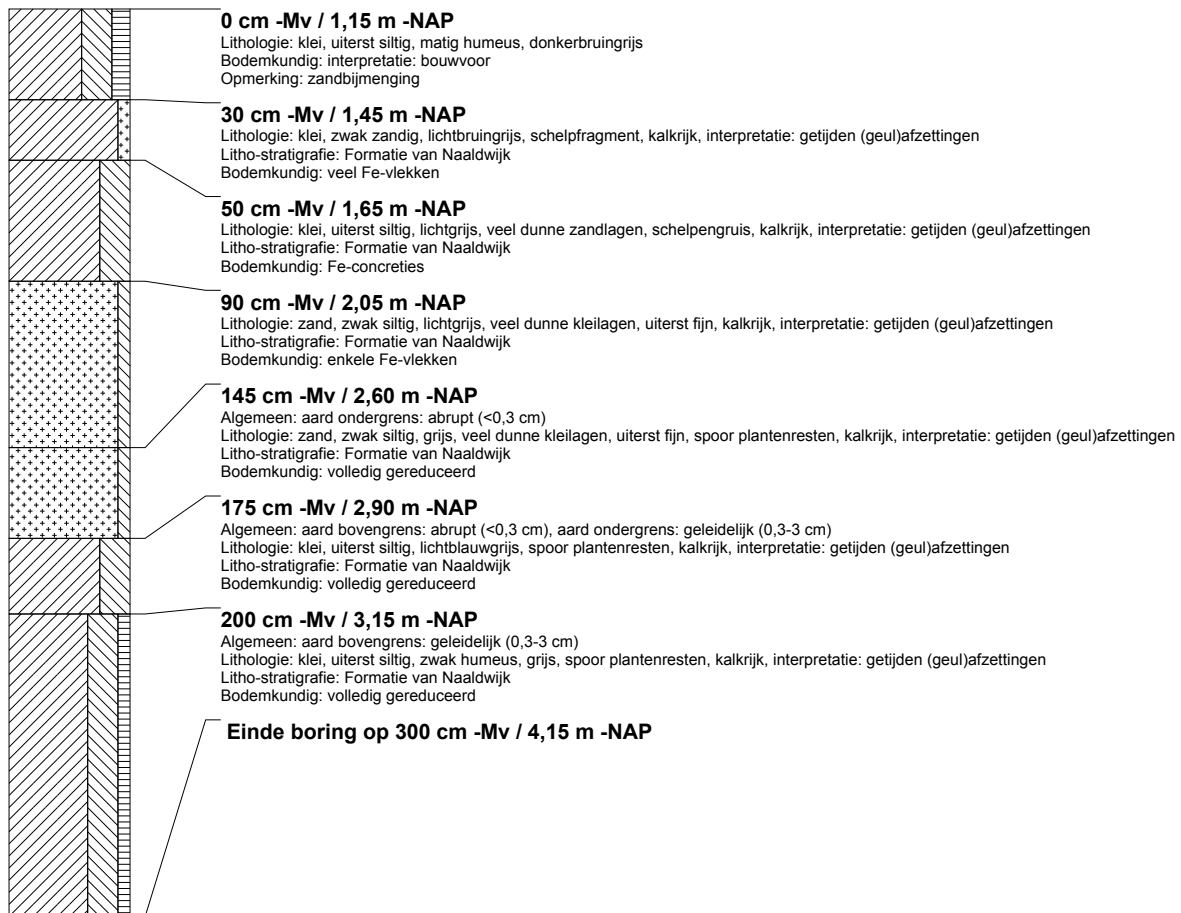 0 cm -Mv / 1,15 m -NAP
Lithologie: klei, uiterst siltig, matig humeus, donkerbruingrijs
Bodemkundig: interpretatie: bouwvoor
Opmerking: zandbijmenging
30 cm -Mv / 1,45 m -NAP
Lithologie: klei, zwak zandig, lichtbruingrijs, schelpfragment, kalkrijk, interpretatie: getijden (geul)afzettingen
Litho-stratigrafie: Formatie van Naaldwijk
Bodemkundig: veel Fe-vlekken
50 cm -Mv / 1,65 m -NAP
Lithologie: klei, uiterst siltig, lichtgrijs, veel dunne zandlagen, schelpengruis, kalkrijk, interpretatie: getijden (geul)afzettingen
Litho-stratigrafie: Formatie van Naaldwijk
Bodemkundig: Fe-concreties
90 cm -Mv / 2,05 m -NAP
Lithologie: zand, zwak siltig, lichtgrijs, veel dunne kleilagen, uiterst fijn, kalkrijk, interpretatie: getijden (geul)afzettingen
Litho-stratigrafie: Formatie van Naaldwijk
Bodemkundig: enkele Fe-vlekken
145 cm -Mv / 2,60 m -NAP
Algemeen: aard ondergrens: abrupt (<0,3 cm)
Lithologie: zand, zwak siltig, grijs, veel dunne kleilagen, uiterst fijn, spoor plantenresten, kalkrijk, interpretatie: getijden (geul)afzettingen
Litho-stratigrafie: Formatie van Naaldwijk
Bodemkundig: volledig gereduceerd
175 cm -Mv / 2,90 m -NAP
Algemeen: aard bovengrens: abrupt (<0,3 cm), aard ondergrens: geleidelijk (0,3-3 cm)
Lithologie: klei, uiterst siltig, lichtblauwgrijs, spoor plantenresten, kalkrijk, interpretatie: getijden (geul)afzettingen
Litho-stratigrafie: Formatie van Naaldwijk
Bodemkundig: volledig gereduceerd
200 cm -Mv / 3,15 m -NAP
Algemeen: aard bovengrens: geleidelijk (0,3-3 cm)
Lithologie: klei, uiterst siltig, zwak humeus, grijs, spoor plantenresten, kalkrijk, interpretatie: getijden (geul)afzettingen
Litho-stratigrafie: Formatie van Naaldwijk
Bodemkundig: volledig gereduceerd
Einde boring op 300 cm -Mv / 4,15 m -NAP